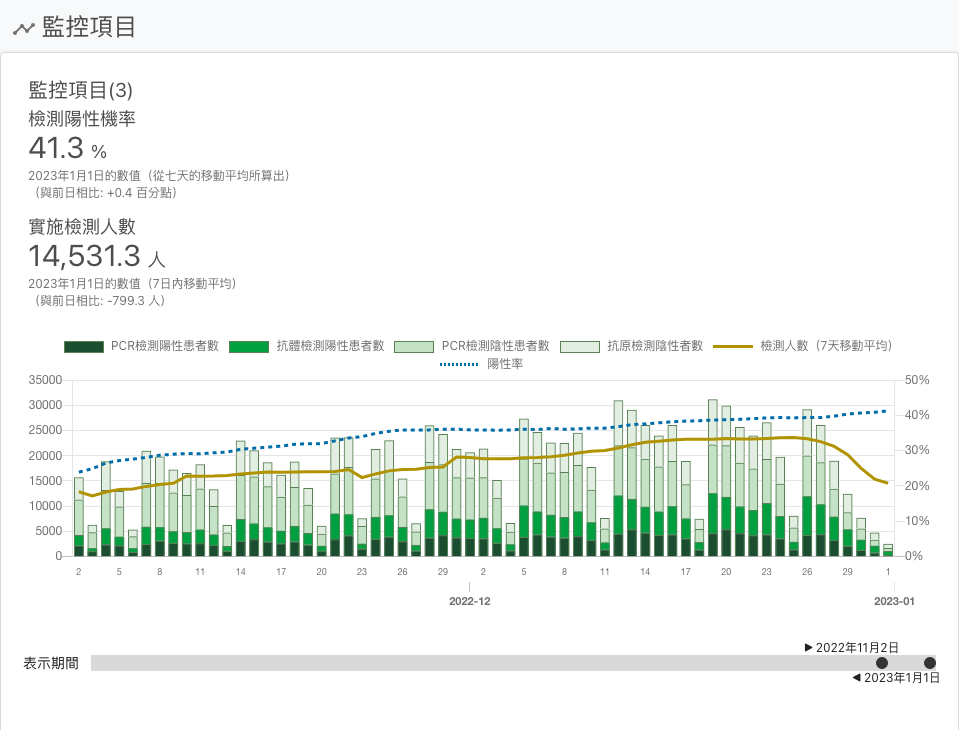 監控項目
監控項目(3)
檢測陽性機率
41.3 %
2023年1月1日的數值（從七天的移動平均所算出）
（與前日相比: +0.4 百分點）
實施檢測人數
14,531.3 人
2023年1月1日的數值（7日內移動平均）
（與前日相比: -799.3 人）
PCR檢測陽性患者數 抗體檢測陽性患者數 PCR檢測陰性患者數 抗原檢測陰性者數 檢測人數（7天移動平均）
陽性率
35000 50%
30000 40%
25000 30%
20000 20%
15000 10%
10000 0%
5000
0
2 5 8 11 14 17 20 23 26 29 2 5 8 11 14 17 20 23 26 29 1
2022-12 2023-01
▶ 2022年11月2日
表示期間
◀ 2023年1月1日